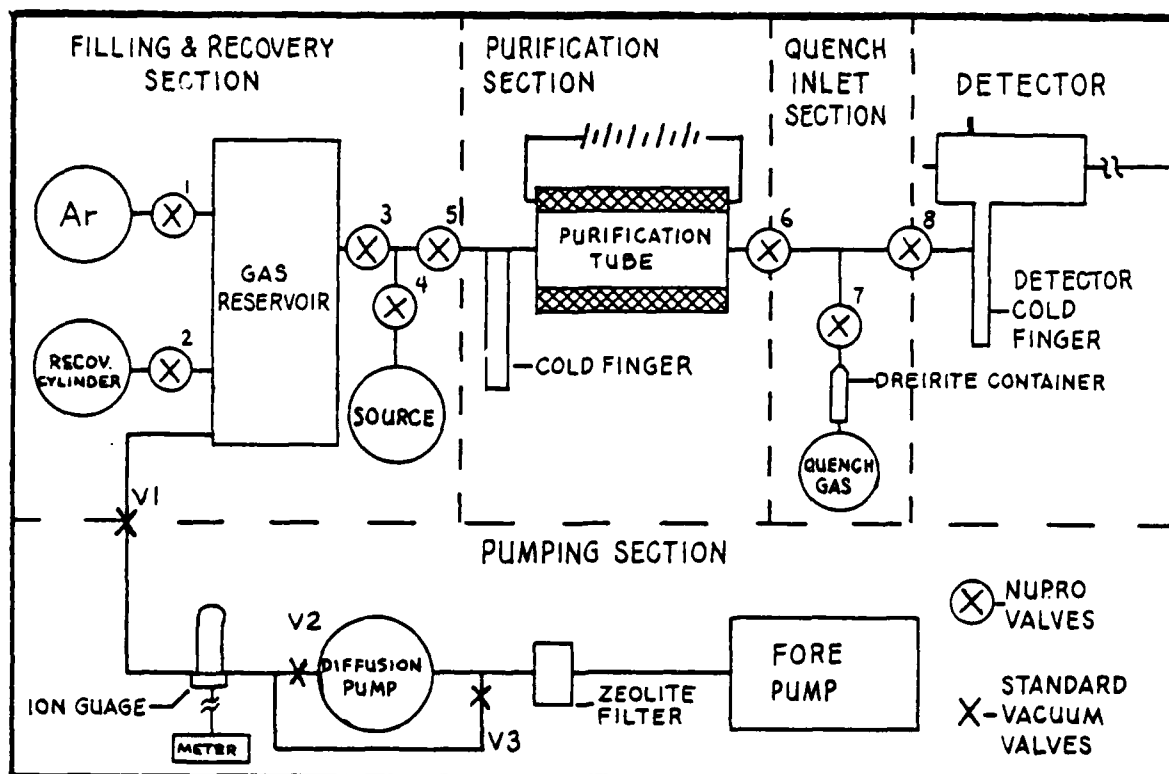 FILLING & RECOVERY
SECTION
PURIFICATION
SECTION
QUENCH
INLET
SECTION
DETECTOR
Ar
1
RECOV.
CYLINDER
2
GAS
RESERVOIR
3
4
5
SOURCE
COLD FINGER
PURIFICATION
TUBE
6
7
8
DREIRITE CONTAINER
QUENCH
GAS
DETECTOR
COLD
FINGER
V1
PUMPING SECTION
ION GUAGE
METER
V2
DIFFUSION
PUMP
V3
ZEOLITE
FILTER
FORE
PUMP
NUPRO
VALVES
STANDARD
VACUUM
VALVES